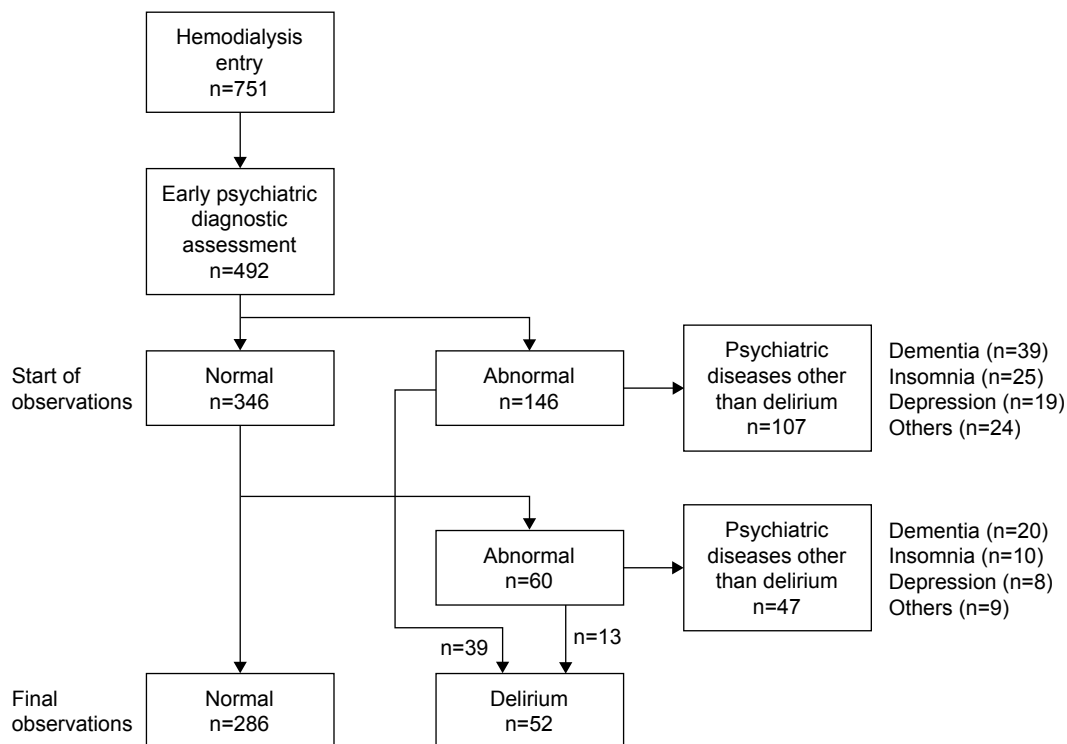 Hemodialysis
entry
n=751
Early psychiatric
diagnostic
assessment
n=492
Start of
observations
Normal
n=346
Abnormal
n=146
Psychiatric
diseases other
than delirium
n=107
Dementia (n=39)
Insomnia (n=25)
Depression (n=19)
Others (n=24)
Abnormal
n=60
Psychiatric
diseases other
than delirium
n=47
Dementia (n=20)
Insomnia (n=10)
Depression (n=8)
Others (n=9)
n=39
n=13
Final
observations
Normal
n=286
Delirium
n=52